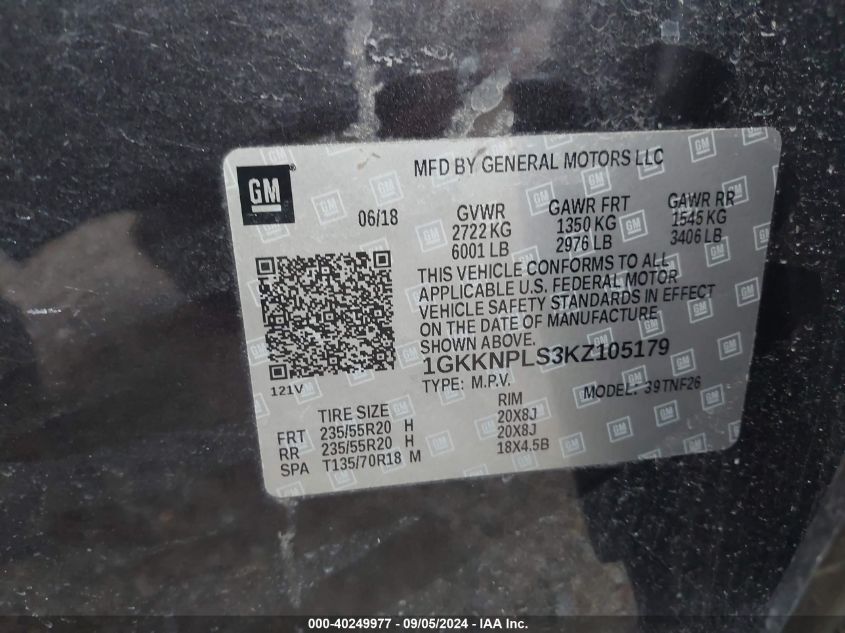 GM
MFD BY GENERAL MOTORS LLC
06/18
GVWR GAWR FRT GAWR RR
2722 KG 1350 KG 1545 KG
6001 LB 2976 LB 3406 LB
THIS VEHICLE CONFORMS TO ALL
APPLICABLE U.S. FEDERAL MOTOR
VEHICLE SAFETY STANDARDS IN EFFECT
ON THE DATE OF MANUFACTURE
SHOWN ABOVE.
1GKKNPLS3KZ105179
121V
TYPE: M.P.V. MODEL: 39TNF26
TIRE SIZE RIM
FRT 235/55R20 H 20X8J
RR 235/55R20 H 20X8J
SPA T135/70R18 M 18X4.5B
000-40249977 - 09/05/2024 - IAA Inc.